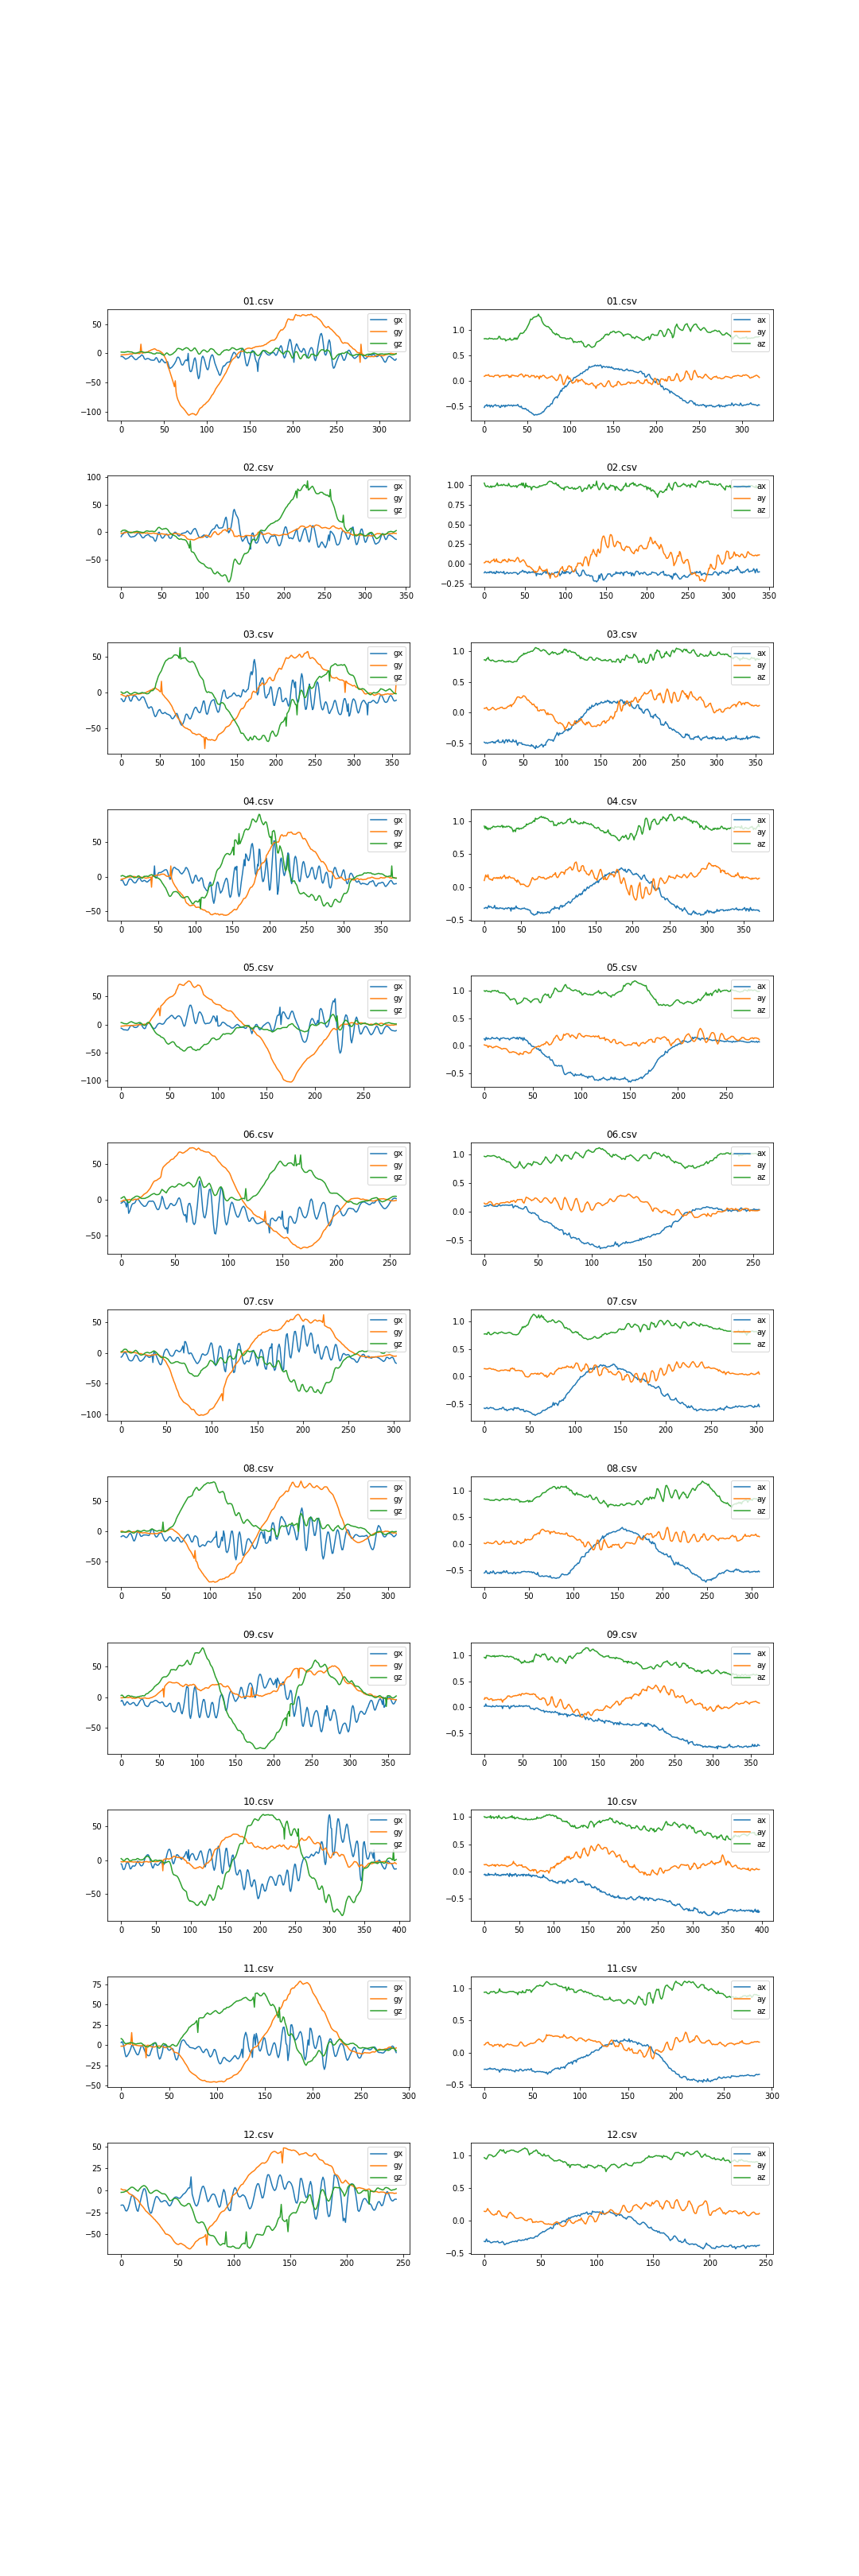 01.csv 01.csv
50 0 −50 −100 gx gy gz 1.0 0.5 0.0 −0.5 ax ay az
0 50 100 150 200 250 300 0 50 100 150 200 250 300
02.csv 02.csv
100 50 0 −50 gx gy gz 1.00 0.75 0.50 0.25 0.00 −0.25 ax ay az
0 50 100 150 200 250 300 350 0 50 100 150 200 250 300 350
03.csv 03.csv
50 0 −50 gx gy gz 1.0 0.5 0.0 −0.5 ax ay az
0 50 100 150 200 250 300 350 0 50 100 150 200 250 300 350
04.csv 04.csv
50 0 −50 gx gy gz 1.0 0.5 0.0 −0.5 ax ay az
0 50 100 150 200 250 300 350 0 50 100 150 200 250 300 350
05.csv 05.csv
50 0 −50 −100 gx gy gz 1.0 0.5 0.0 −0.5 ax ay az
0 50 100 150 200 250 0 50 100 150 200 250
06.csv 06.csv
50 0 −50 gx gy gz 1.0 0.5 0.0 −0.5 ax ay az
0 50 100 150 200 250 0 50 100 150 200 250
07.csv 07.csv
50 0 −50 −100 gx gy gz 1.0 0.5 0.0 −0.5 ax ay az
0 50 100 150 200 250 300 0 50 100 150 200 250 300
08.csv 08.csv
50 0 −50 gx gy gz 1.0 0.5 0.0 −0.5 ax ay az
0 50 100 150 200 250 300 0 50 100 150 200 250 300
09.csv 09.csv
50 0 −50 gx gy gz 1.0 0.5 0.0 −0.5 ax ay az
0 50 100 150 200 250 300 350 0 50 100 150 200 250 300 350
10.csv 10.csv
50 0 −50 gx gy gz 1.0 0.5 0.0 −0.5 ax ay az
0 50 100 150 200 250 300 350 400 0 50 100 150 200 250 300 350 400
11.csv 11.csv
75 50 25 0 −25 −50 gx gy gz 1.0 0.5 0.0 −0.5 ax ay az
0 50 100 150 200 250 300 0 50 100 150 200 250 300
12.csv 12.csv
50 25 0 −25 −50 gx gy gz 1.0 0.5 0.0 −0.5 ax ay az
0 50 100 150 200 250 0 50 100 150 200 250